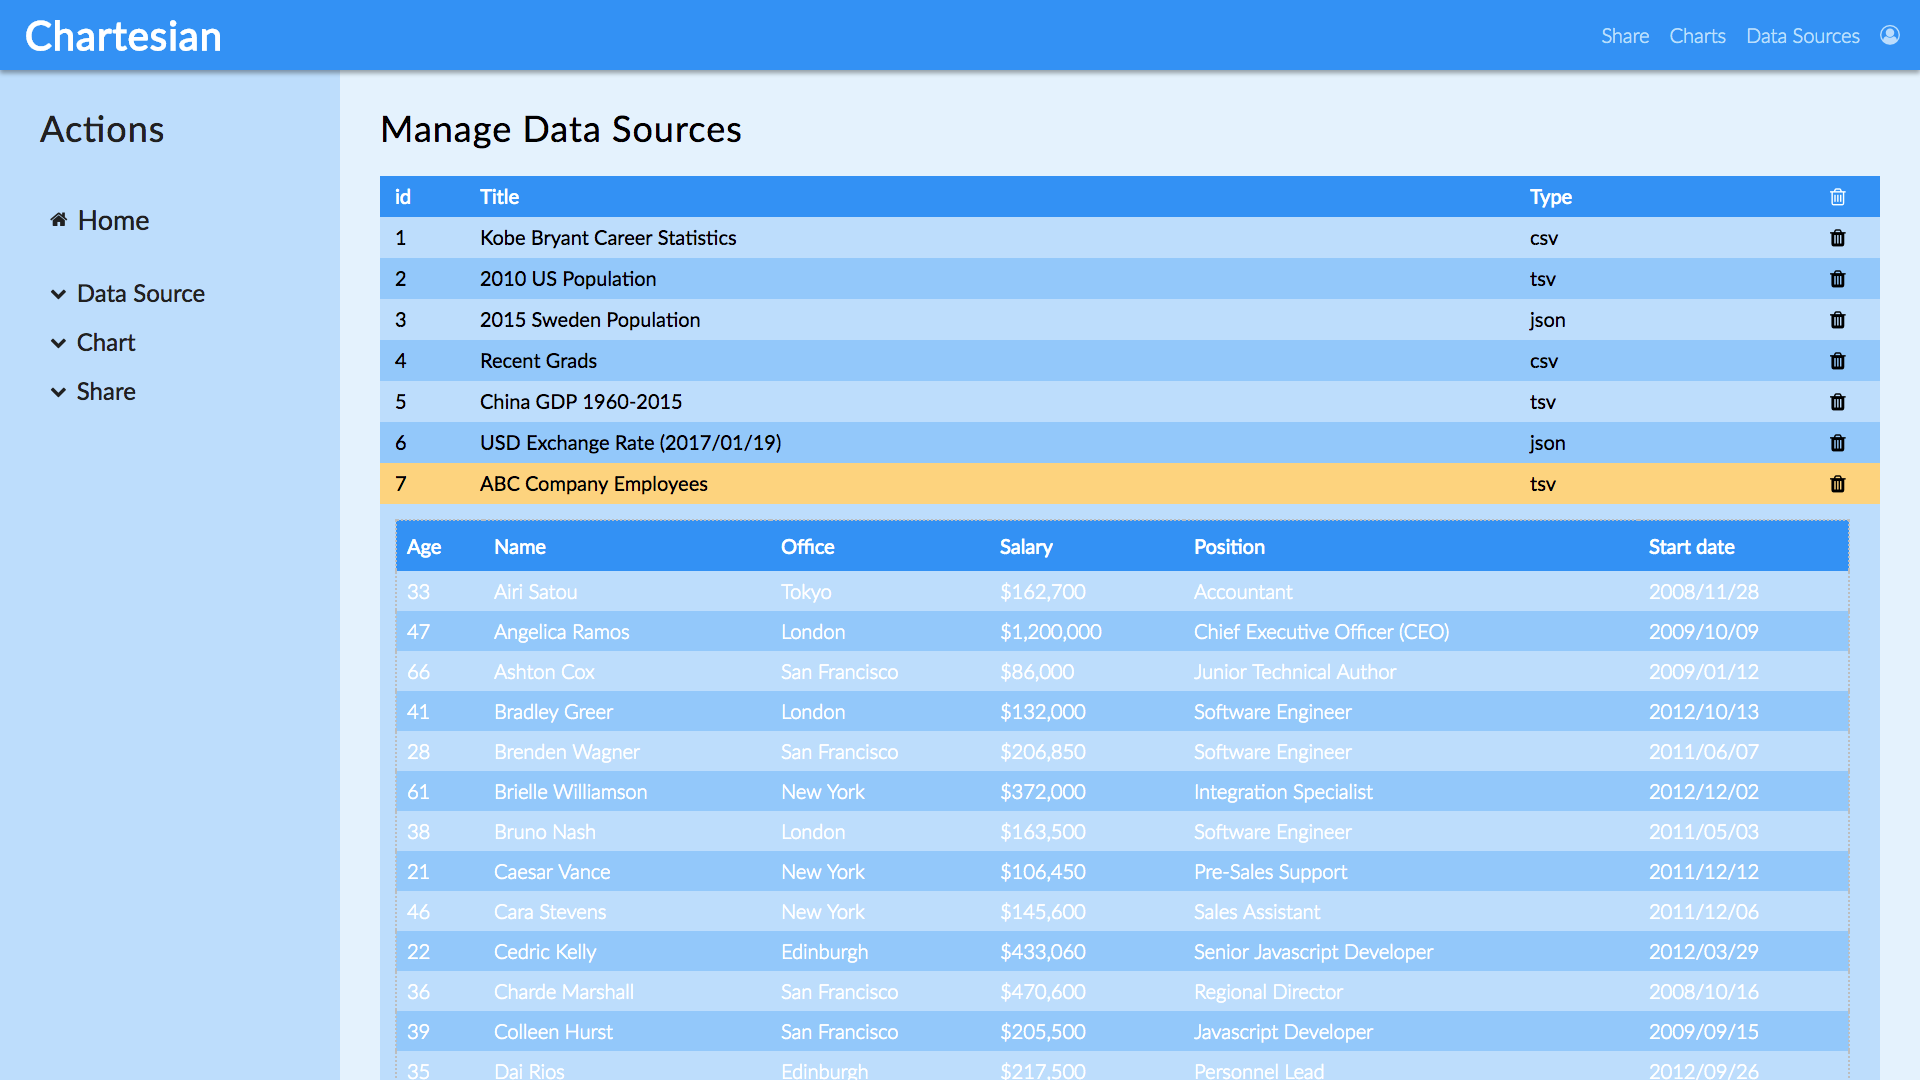 Chartesian
Share Charts Data Sources
Actions
Home
Data Source
Chart
Share
Manage Data Sources
id Title Type
1 Kobe Bryant Career Statistics csv
2 2010 US Population tsv
3 2015 Sweden Population json
4 Recent Grads csv
5 China GDP 1960-2015 tsv
6 USD Exchange Rate (2017/01/19) json
7 ABC Company Employees tsv
Age Name Office Salary Position Start date
33 Airi Satou Tokyo $162,700 Accountant 2008/11/28
47 Angelica Ramos London $1,200,000 Chief Executive Officer (CEO) 2009/10/09
66 Ashton Cox San Francisco $86,000 Junior Technical Author 2009/01/12
41 Bradley Greer London $132,000 Software Engineer 2012/10/13
28 Brenden Wagner San Francisco $206,850 Software Engineer 2011/06/07
61 Brielle Williamson New York $372,000 Integration Specialist 2012/12/02
38 Bruno Nash London $163,500 Software Engineer 2011/05/03
21 Caesar Vance New York $106,450 Pre-Sales Support 2011/12/12
46 Cara Stevens New York $145,600 Sales Assistant 2011/12/06
22 Cedric Kelly Edinburgh $433,060 Senior Javascript Developer 2012/03/29
36 Charde Marshall San Francisco $470,600 Regional Director 2008/10/16
39 Colleen Hurst San Francisco $205,500 Javascript Developer 2009/09/15
35 Dai Rios Edinburgh $217,500 Personnel Lead 2012/09/26